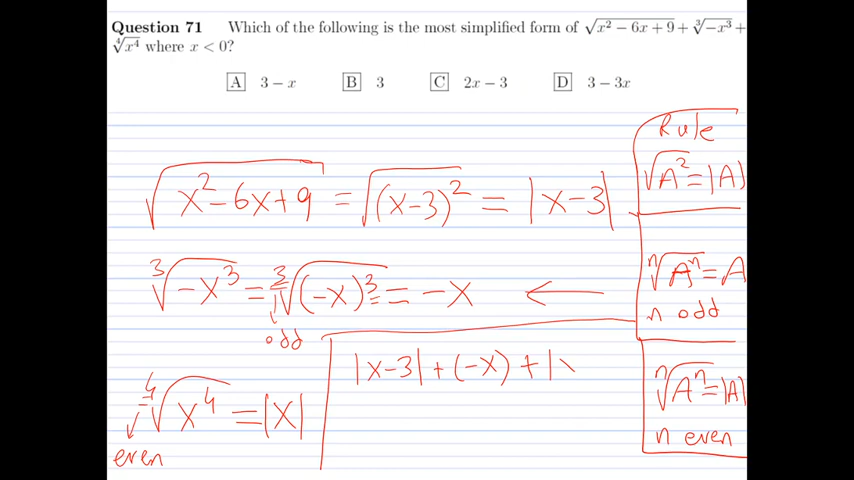 Question 71 Which of the following is the most simplified form of √(x² − 6x + 9) + ∛(−x³) +
∜(x⁴) where x < 0?
A 3 − x B 3 C 2x − 3 D 3 − 3x
Rule
√(A²) = |A|
√(x² − 6x + 9) = √((x − 3)²) = |x − 3|
ⁿ√(Aⁿ) = A
n odd
∛(−x³) = ∛((−x)³) = −x ←
odd
|x − 3| + (−x) + |x
ⁿ√(Aⁿ) = |A|
n even
∜(x⁴) = |x|
even